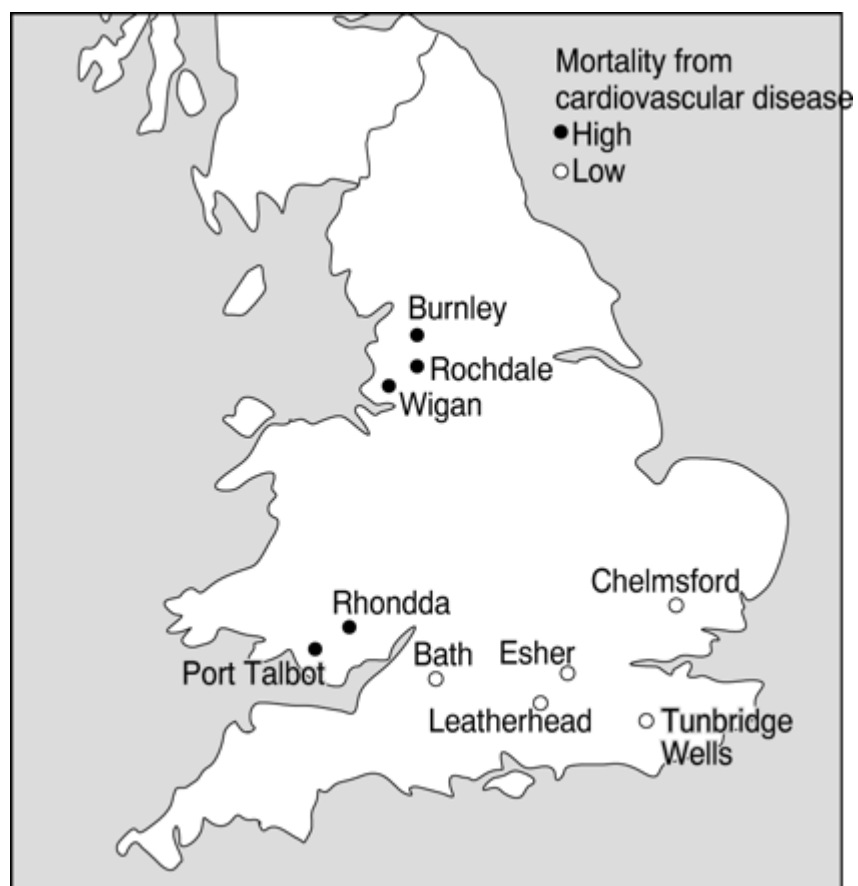 Mortality from
cardiovascular disease
High
Low
Burnley
Rochdale
Wigan
Chelmsford
Rhondda
Port Talbot
Bath
Esher
Leatherhead
Tunbridge
Wells